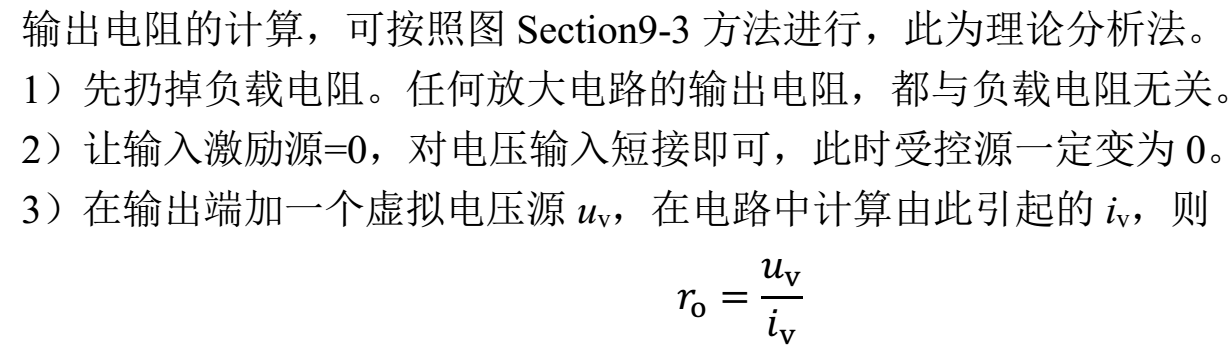 输出电阻的计算，可按照图 Section9-3 方法进行，此为理论分析法。
1）先扔掉负载电阻。任何放大电路的输出电阻，都与负载电阻无关。
2）让输入激励源=0，对电压输入短接即可，此时受控源一定变为 0。
3）在输出端加一个虚拟电压源 uv，在电路中计算由此引起的 iv，则
ro = uv / iv